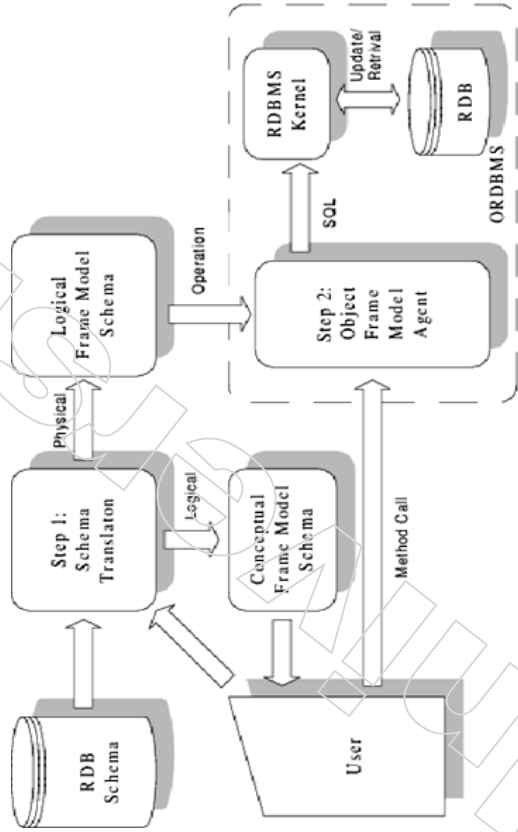 RDB
Schema
Step 1:
Schema
Translaton
Physical
Logical
Frame Model
Schema
Logical
Conceptual
Frame Model
Schema
User
Method Call
Operation
Step 2:
Object
Frame
Model
Agent
SQL
RDBMS
Kernel
Update/
Retrival
RDB
ORDBMS